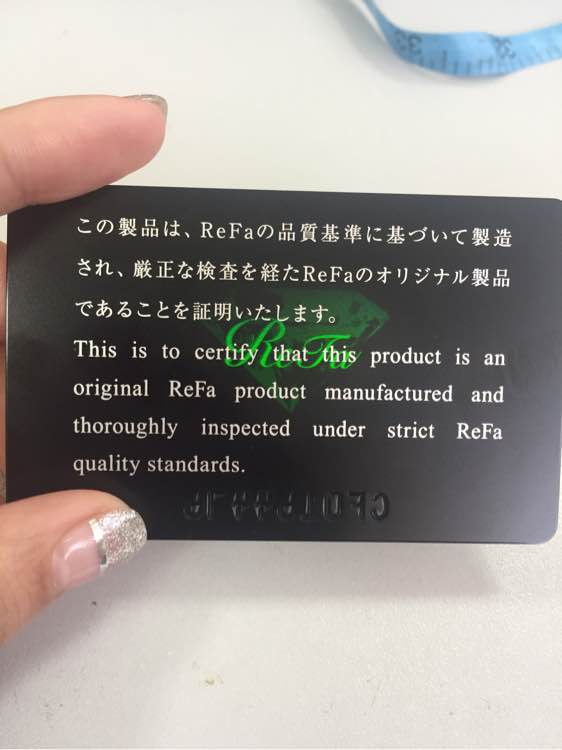 33
32
この製品は、ReFaの品質基準に基づいて製造
され、厳正な検査を経たReFaのオリジナル製品
であることを証明いたします。
ReFa
This is to certify that this product is an
original ReFa product manufactured and
thoroughly inspected under strict ReFa
quality standards.